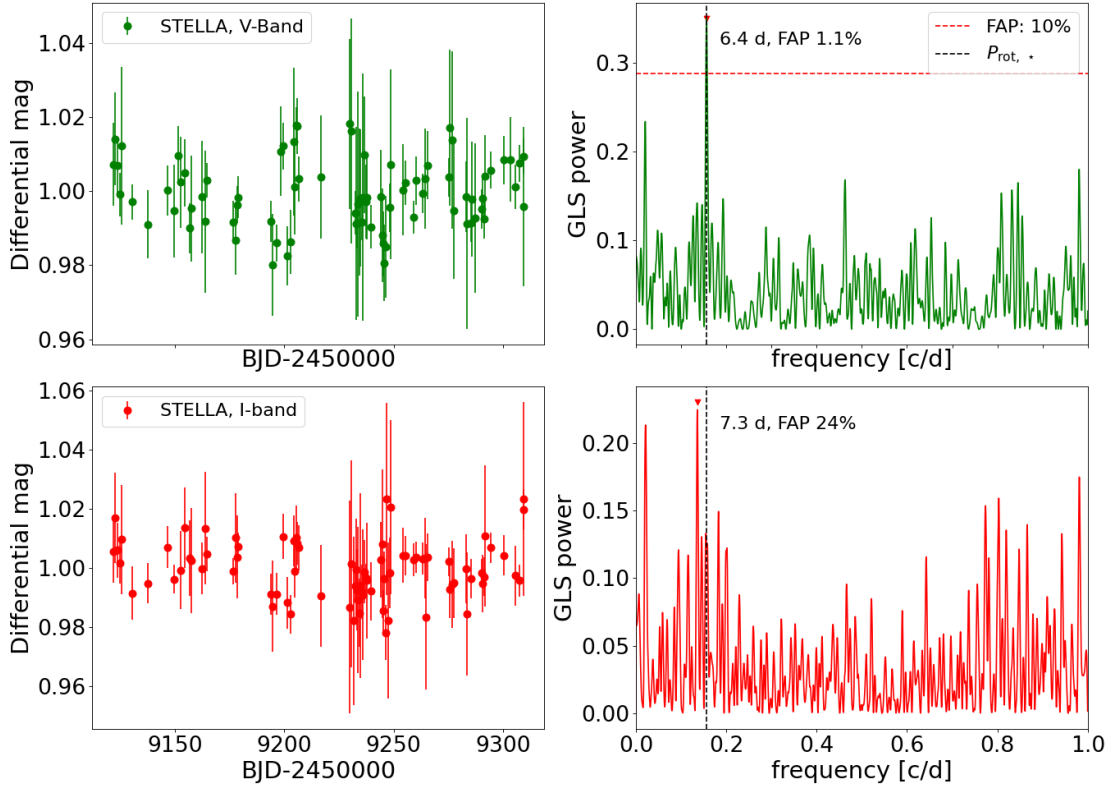 STELLA, V-Band
Differential mag
1.04
1.02
1.00
0.98
0.96
BJD-2450000
6.4 d, FAP 1.1%
FAP: 10%
P_rot, ⋆
GLS power
0.3
0.2
0.1
0.0
frequency [c/d]
STELLA, I-band
Differential mag
1.06
1.04
1.02
1.00
0.98
0.96
9150 9200 9250 9300
BJD-2450000
7.3 d, FAP 24%
GLS power
0.20
0.15
0.10
0.05
0.00
0.0 0.2 0.4 0.6 0.8 1.0
frequency [c/d]